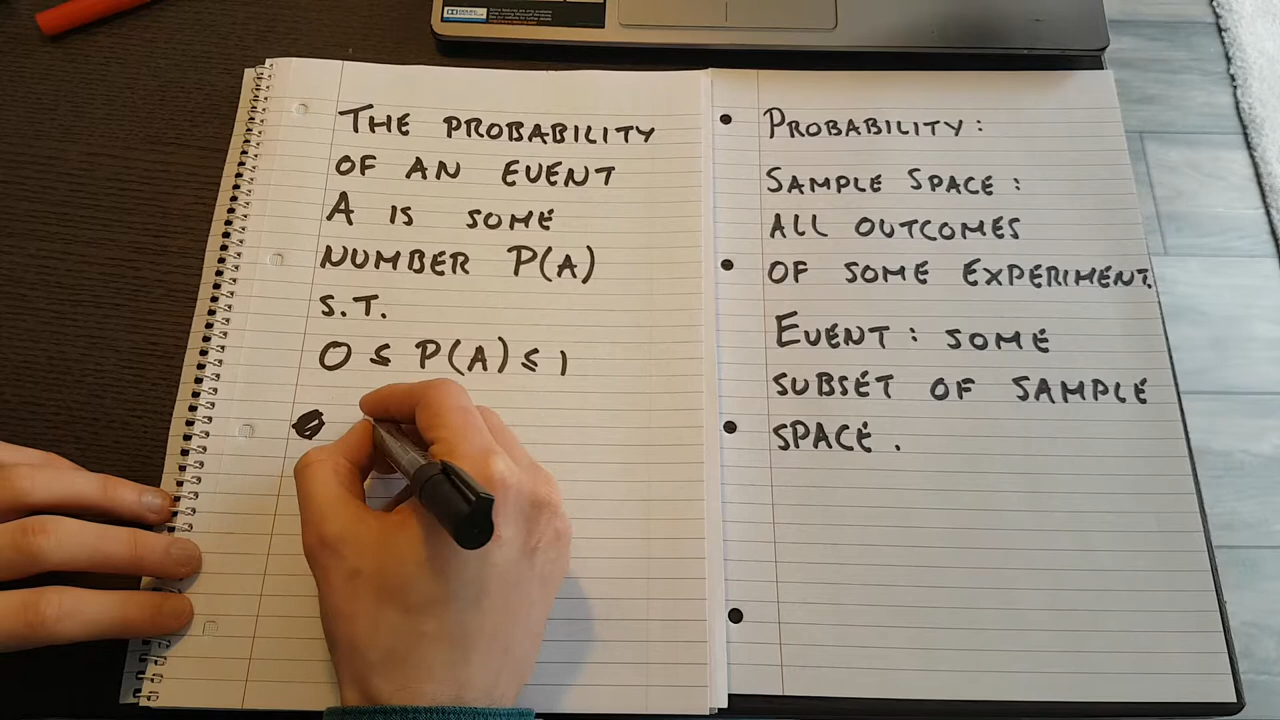 THE PROBABILITY
OF AN EVENT
A IS SOME
NUMBER P(A)
S.T.
0 ≤ P(A) ≤ 1
PROBABILITY:
SAMPLE SPACE:
ALL OUTCOMES
OF SOME EXPERIMENT.
EVENT: SOME
SUBSET OF SAMPLE
SPACE.